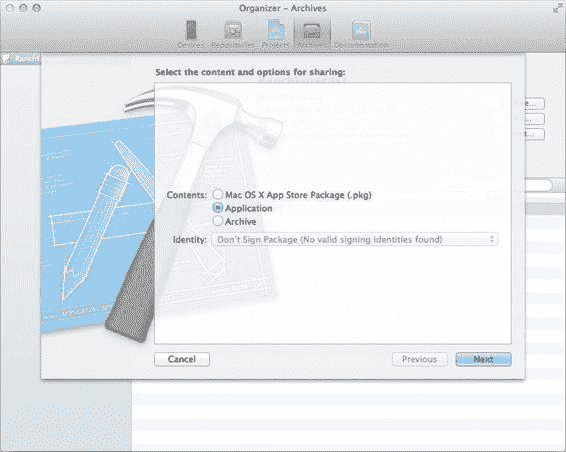 Organizer – Archives
Devices Repositories Projects Archives Documentation
Select the content and options for sharing:
Contents: Mac OS X App Store Package (.pkg)
Application
Archive
Identity: Don't Sign Package (No valid signing identities found)
Cancel Previous Next